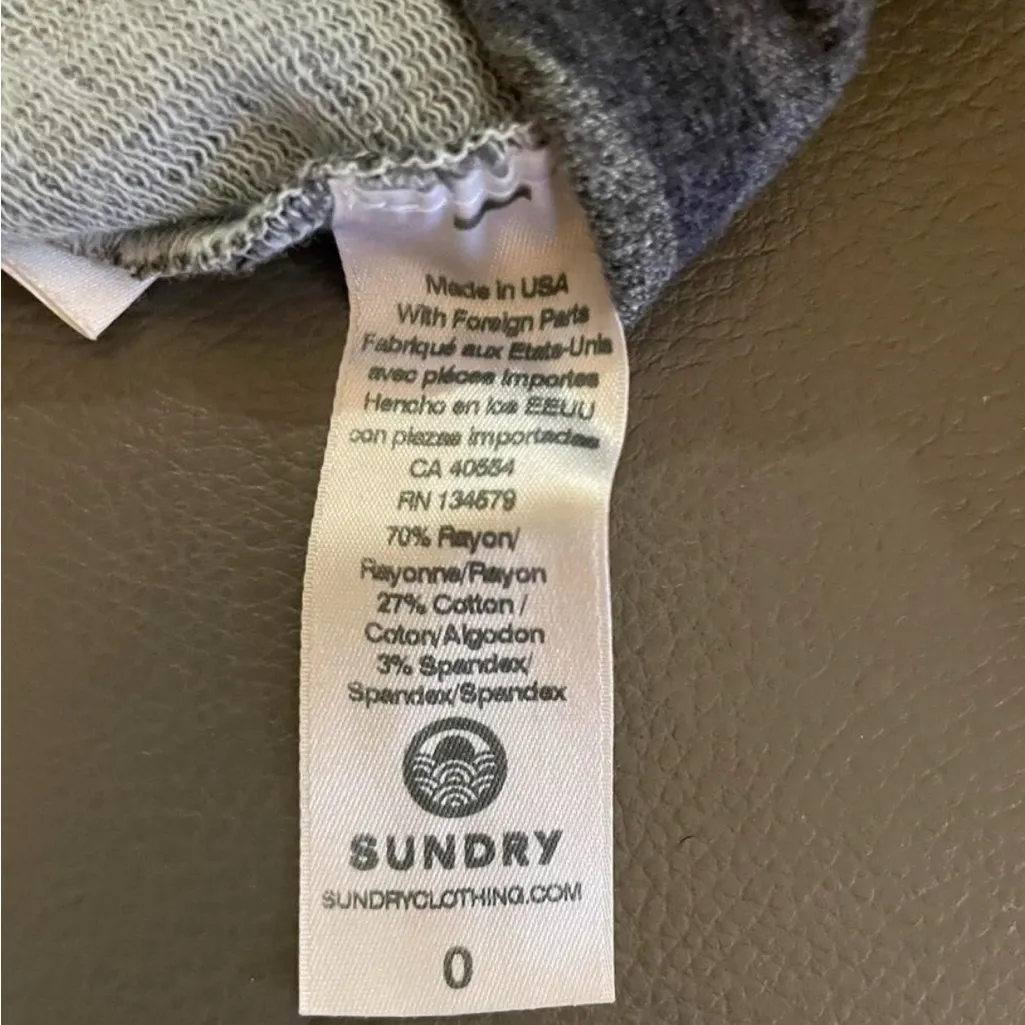 Made in USA
With Foreign Parts
Fabriqué aux Etats-Unis
avec piéces importes
Hencho en los EEUU
con piezas importadas
CA 40554
RN 134579
70% Rayon/
Rayonne/Rayon
27% Cotton /
Coton/Algodon
3% Spandex/
Spandex/Spandex
SUNDRY
SUNDRYCLOTHING.COM
0